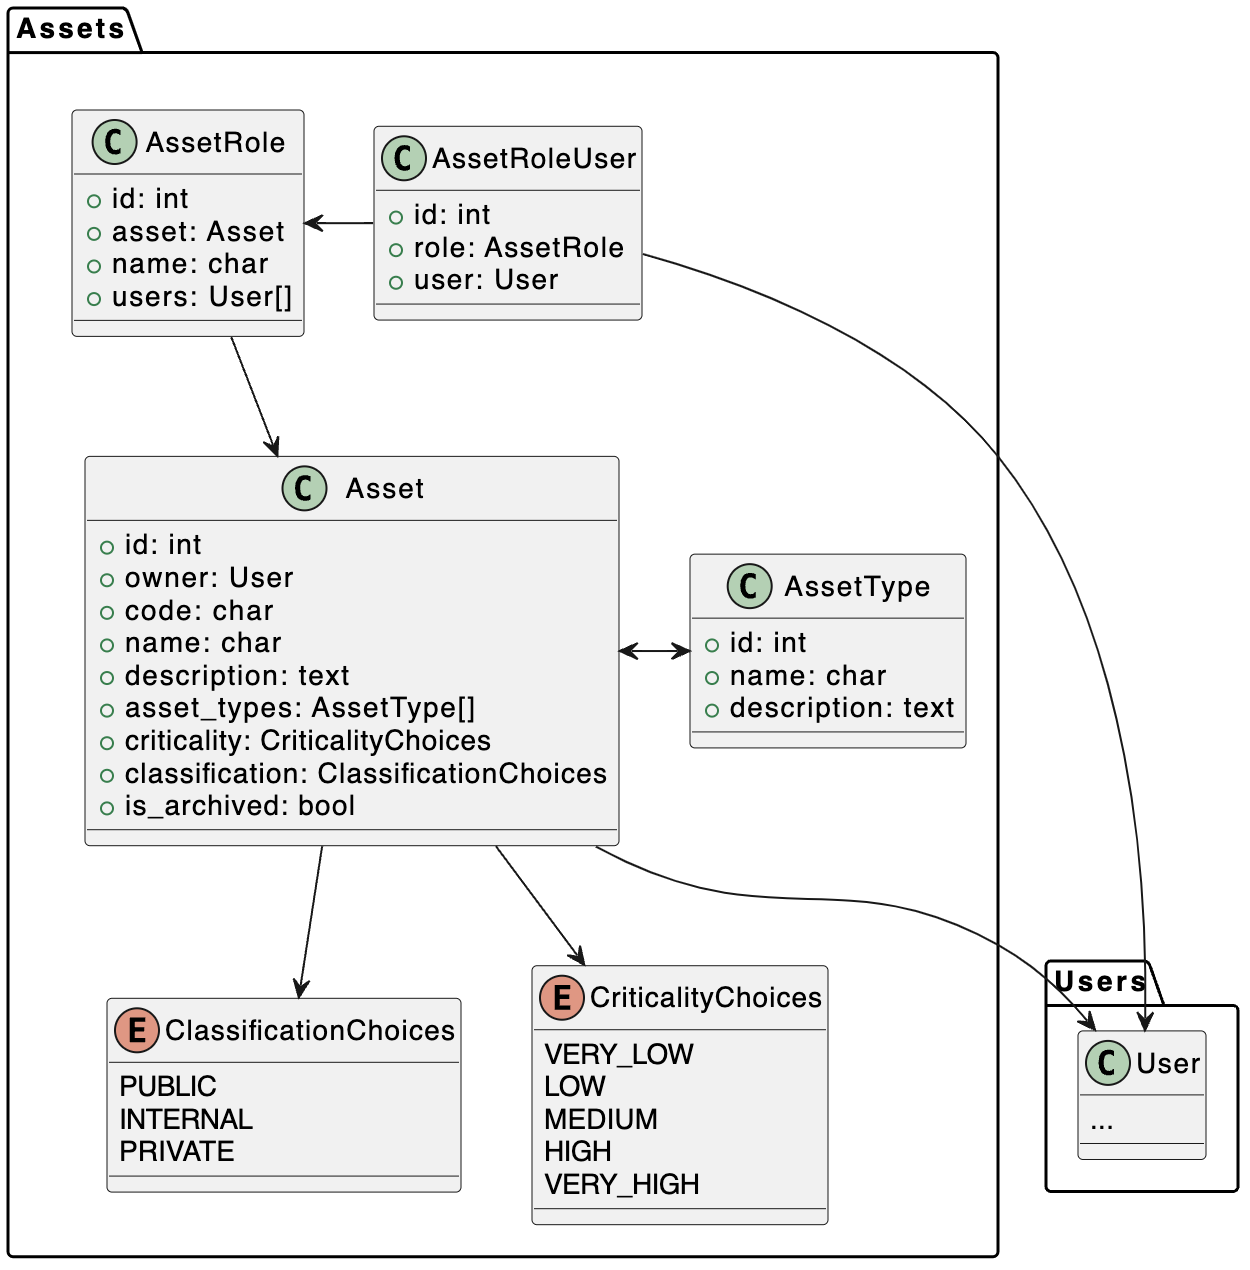 Assets
C AssetRole
id: int
asset: Asset
name: char
users: User[]
C AssetRoleUser
id: int
role: AssetRole
user: User
C Asset
id: int
owner: User
code: char
name: char
description: text
asset_types: AssetType[]
criticality: CriticalityChoices
classification: ClassificationChoices
is_archived: bool
C AssetType
id: int
name: char
description: text
E ClassificationChoices
PUBLIC
INTERNAL
PRIVATE
E CriticalityChoices
VERY_LOW
LOW
MEDIUM
HIGH
VERY_HIGH
Users
C User
...